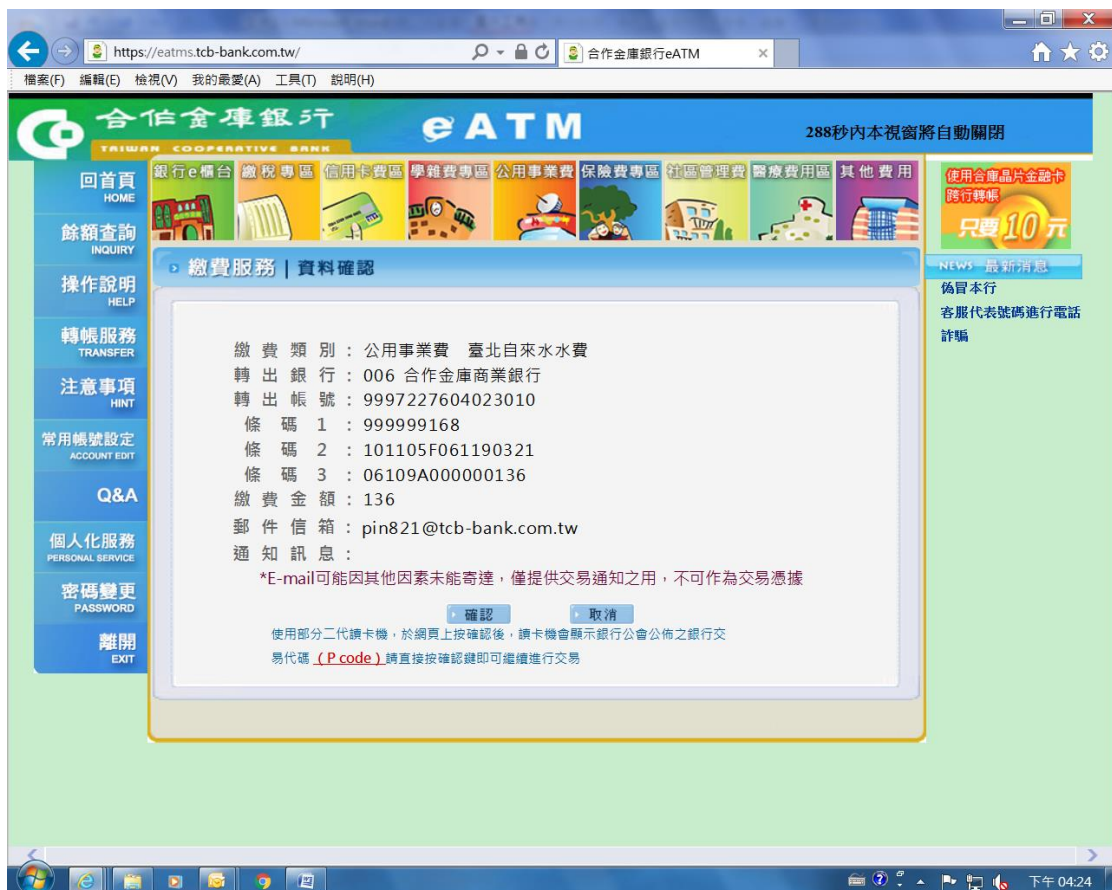 https://eatms.tcb-bank.com.tw/
合作金庫銀行eATM
檔案(F) 編輯(E) 檢視(V) 我的最愛(A) 工具(T) 說明(H)
合作金庫銀行
TAIWAN COOPERATIVE BANK
eATM
288秒內本視窗將自動關閉
回首頁
HOME
餘額查詢
INQUIRY
操作說明
HELP
轉帳服務
TRANSFER
注意事項
HINT
常用帳號設定
ACCOUNT EDIT
Q&A
個人化服務
PERSONAL SERVICE
密碼變更
PASSWORD
離開
EXIT
銀行e櫃台 繳稅專區 信用卡費區 學雜費專區 公用事業費 保險費專區 社區管理費 醫療費用區 其他費用
繳費服務 | 資料確認
繳費類別：公用事業費 臺北自來水水費
轉出銀行：006 合作金庫商業銀行
轉出帳號：9997227604023010
條碼1：999999168
條碼2：101105F061190321
條碼3：06109A000000136
繳費金額：136
郵件信箱：pin821@tcb-bank.com.tw
通知訊息：
*E-mail可能因其他因素未能寄達，僅提供交易通知之用，不可作為交易憑據
確認 取消
使用部分二代讀卡機，於網頁上按確認後，讀卡機會顯示銀行公會公佈之銀行交
易代碼（P code）請直接按確認鍵即可繼續進行交易
使用合庫晶片金融卡
跨行轉帳
只要10元
NEWS 最新消息
偽冒本行
客服代表號碼進行電話
詐騙
下午 04:24